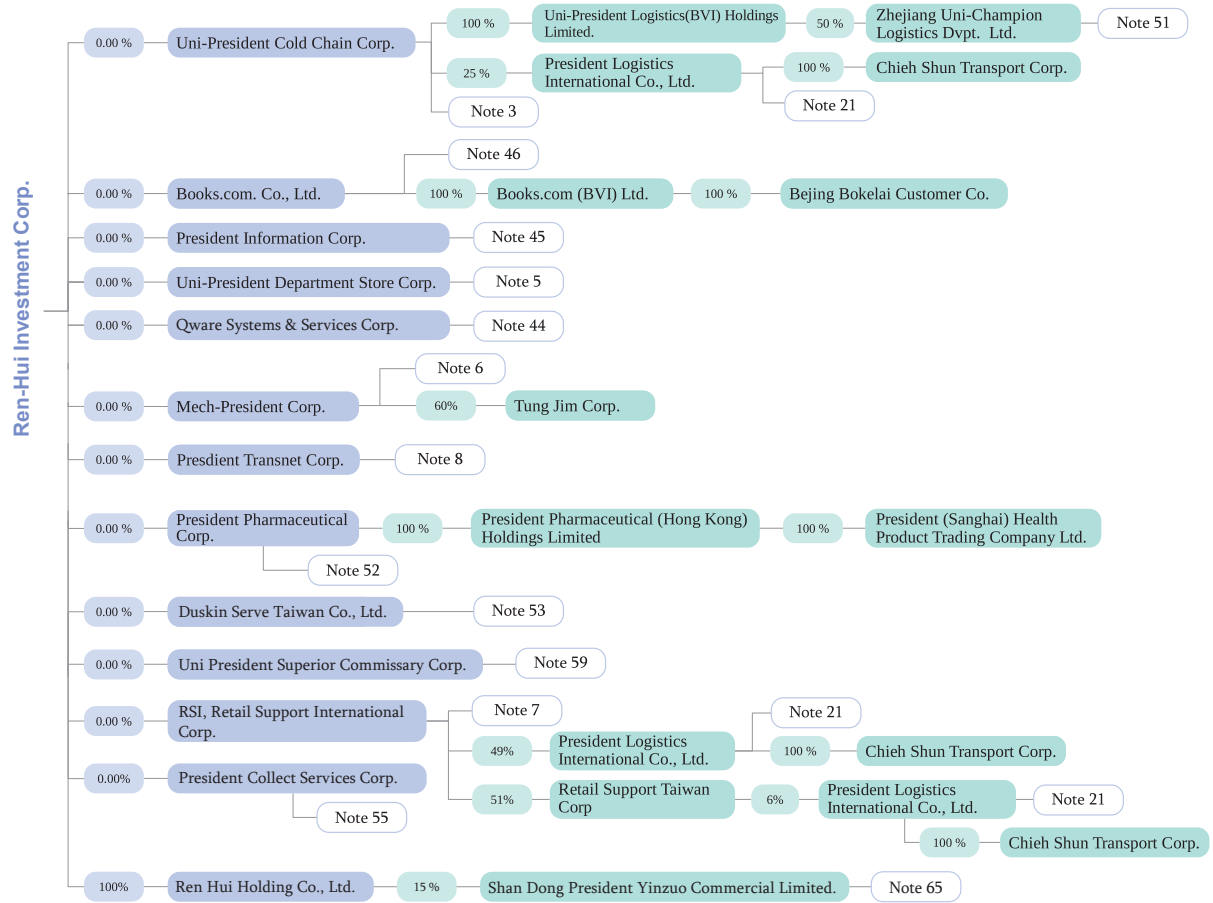 Ren-Hui Investment Corp.
0.00 %
Uni-President Cold Chain Corp.
100 %
Uni-President Logistics(BVI) Holdings
Limited.
50 %
Zhejiang Uni-Champion
Logistics Dvpt. Ltd.
Note 51
25 %
President Logistics
International Co., Ltd.
100 %
Chieh Shun Transport Corp.
Note 21
Note 3
Note 46
0.00 %
Books.com. Co., Ltd.
100 %
Books.com (BVI) Ltd.
100 %
Bejing Bokelai Customer Co.
0.00 %
President Information Corp.
Note 45
0.00 %
Uni-President Department Store Corp.
Note 5
0.00 %
Qware Systems & Services Corp.
Note 44
Note 6
0.00 %
Mech-President Corp.
60%
Tung Jim Corp.
0.00 %
Presdient Transnet Corp.
Note 8
0.00 %
President Pharmaceutical
Corp.
100 %
President Pharmaceutical (Hong Kong)
Holdings Limited
100 %
President (Sanghai) Health
Product Trading Company Ltd.
Note 52
0.00 %
Duskin Serve Taiwan Co., Ltd.
Note 53
0.00 %
Uni President Superior Commissary Corp.
Note 59
0.00 %
RSI, Retail Support International
Corp.
Note 7
49%
President Logistics
International Co., Ltd.
Note 21
100 %
Chieh Shun Transport Corp.
51%
Retail Support Taiwan
Corp
6%
President Logistics
International Co., Ltd.
Note 21
100 %
Chieh Shun Transport Corp.
0.00%
President Collect Services Corp.
Note 55
100%
Ren Hui Holding Co., Ltd.
15 %
Shan Dong President Yinzuo Commercial Limited.
Note 65